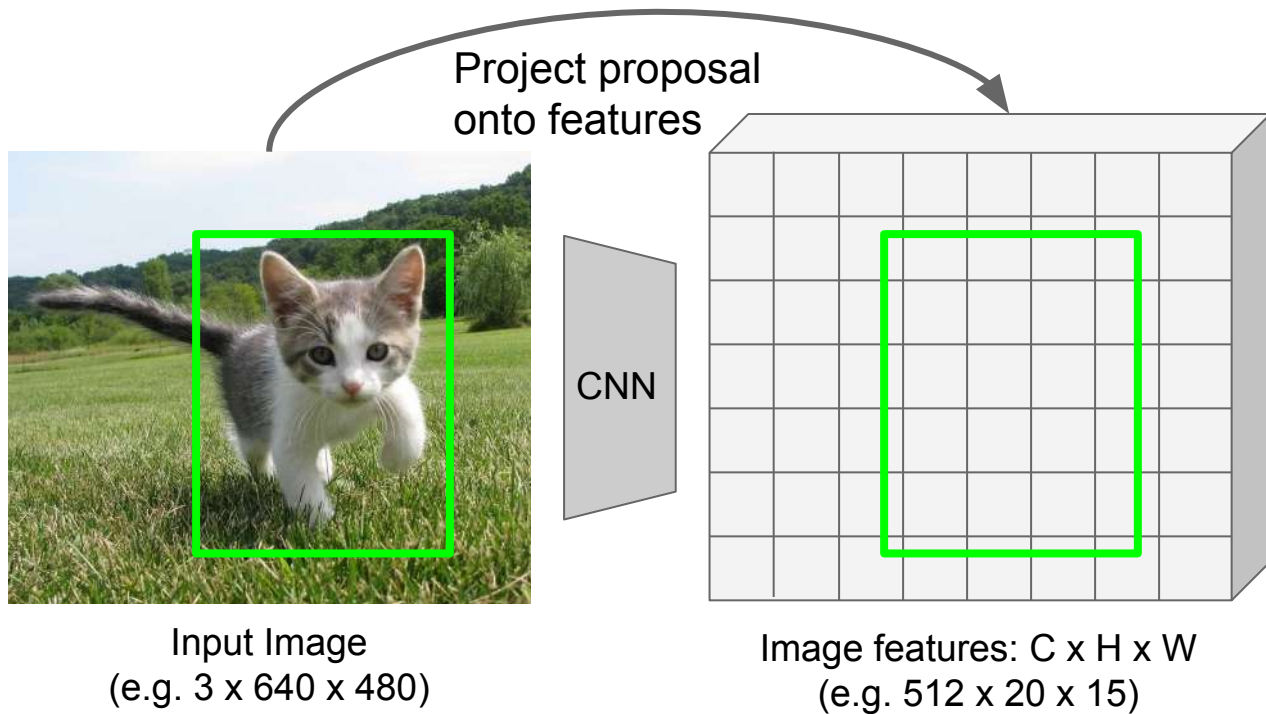 Project proposal
onto features
CNN
Input Image
(e.g. 3 x 640 x 480)
Image features: C x H x W
(e.g. 512 x 20 x 15)